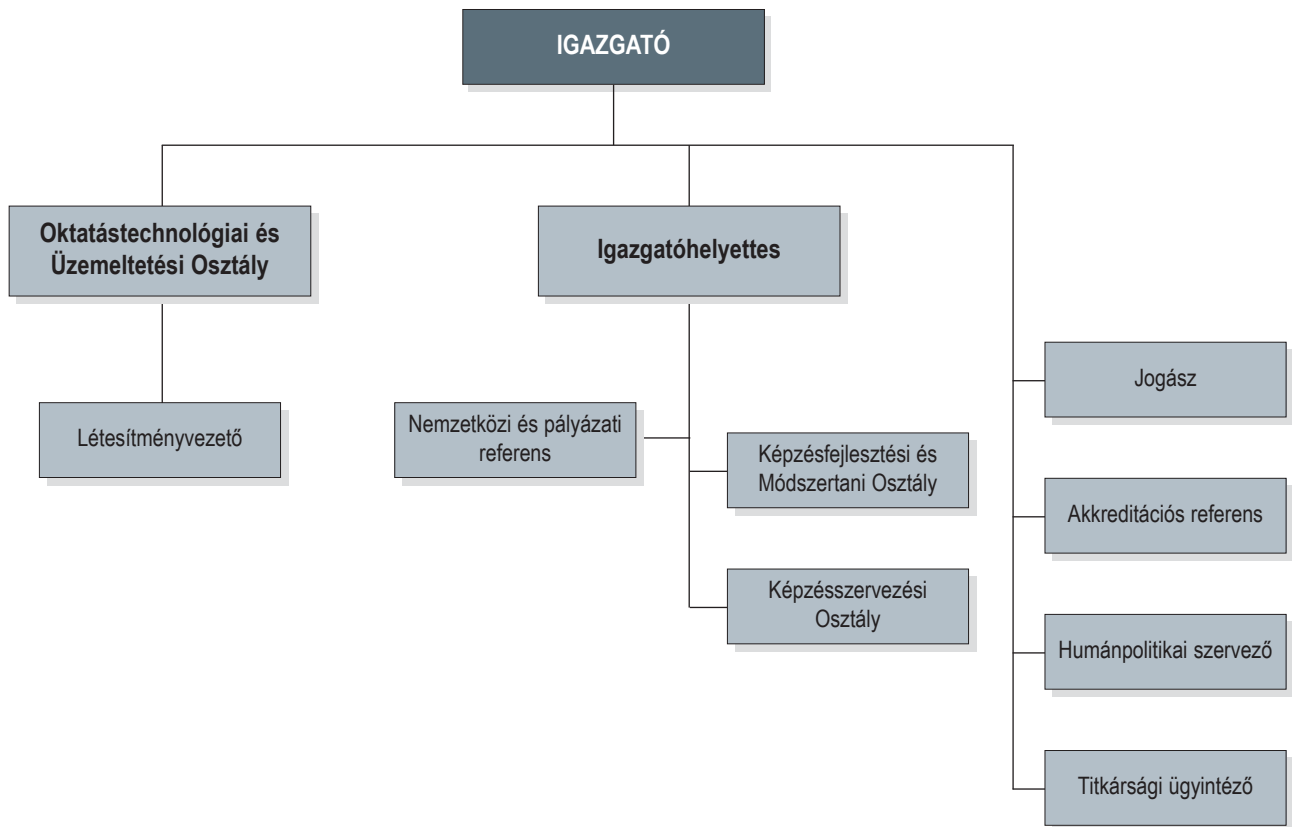 IGAZGATÓ
Oktatástechnológiai és
Üzemeltetési Osztály
Igazgatóhelyettes
Létesítményvezető
Nemzetközi és pályázati
referens
Képzésfejlesztési és
Módszertani Osztály
Képzésszervezési
Osztály
Jogász
Akkreditációs referens
Humánpolitikai szervező
Titkársági ügyintéző